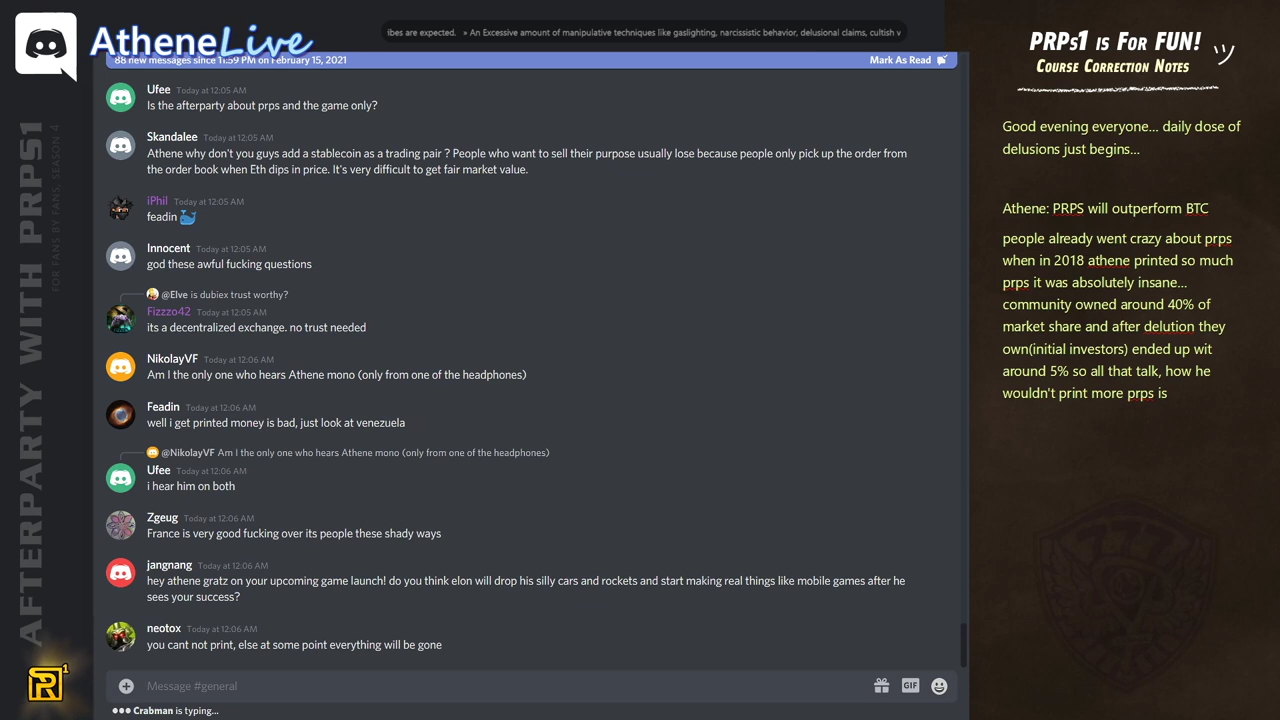 AtheneLive
ibes are expected. » An Excessive amount of manipulative techniques like gaslighting, narcissistic behavior, delusional claims, cultish v
88 new messages since 11:59 PM on February 15, 2021
Mark As Read
Ufee Today at 12:05 AM
Is the afterparty about prps and the game only?
Skandalee Today at 12:05 AM
Athene why don't you guys add a stablecoin as a trading pair ? People who want to sell their purpose usually lose because people only pick up the order from
the order book when Eth dips in price. It's very difficult to get fair market value.
iPhil Today at 12:05 AM
feadin 🐳
Innocent Today at 12:05 AM
god these awful fucking questions
@Elve is dubiex trust worthy?
Fizzzo42 Today at 12:05 AM
its a decentralized exchange. no trust needed
NikolayVF Today at 12:06 AM
Am I the only one who hears Athene mono (only from one of the headphones)
Feadin Today at 12:06 AM
well i get printed money is bad, just look at venezuela
@NikolayVF Am I the only one who hears Athene mono (only from one of the headphones)
Ufee Today at 12:06 AM
i hear him on both
Zgeug Today at 12:06 AM
France is very good fucking over its people these shady ways
jangnang Today at 12:06 AM
hey athene gratz on your upcoming game launch! do you think elon will drop his silly cars and rockets and start making real things like mobile games after he
sees your success?
neotox Today at 12:06 AM
you cant not print, else at some point everything will be gone
Message #general
GIF
Crabman is typing...
AFTERPARTY WITH PRPS1
FOR FANS BY FANS, SEASON 4
R1
PRPs1 is For FUN!
Course Correction Notes
ツ
Good evening everyone... daily dose of
delusions just begins...
Athene: PRPS will outperform BTC
people already went crazy about prps
when in 2018 athene printed so much
prps it was absolutely insane...
community owned around 40% of
market share and after delution they
own(initial investors) ended up wit
around 5% so all that talk, how he
wouldn't print more prps is